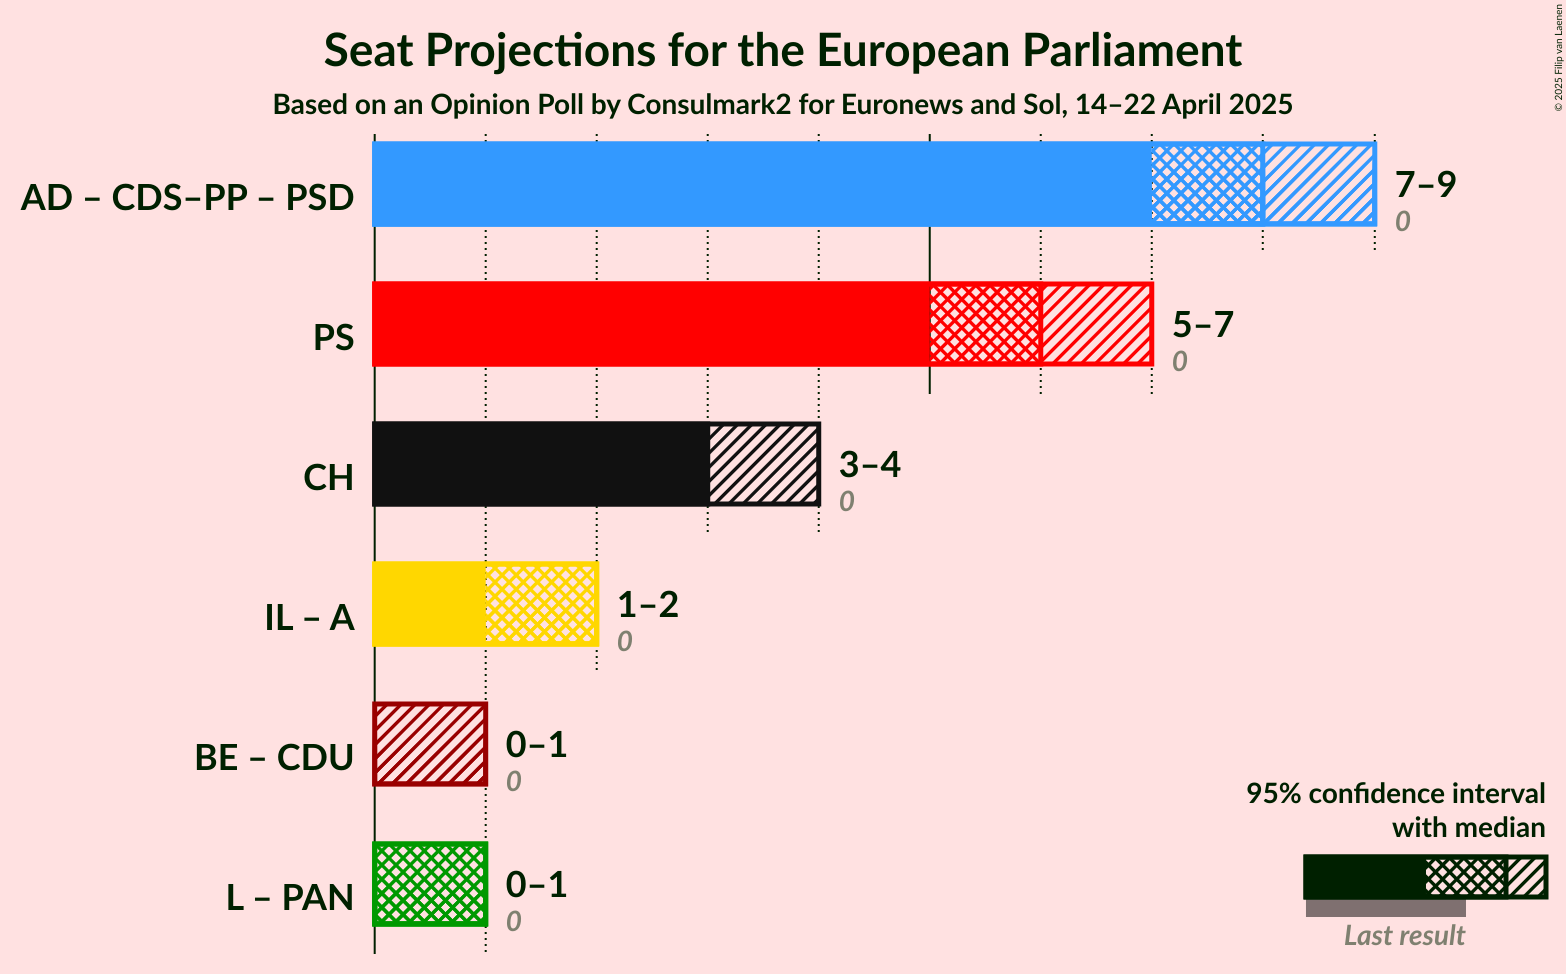 Seat Projections for the European Parliament
Based on an Opinion Poll by Consulmark2 for Euronews and Sol, 14–22 April 2025
© 2025 Filip van Laenen
AD – CDS–PP – PSD
7–9
0
PS
5–7
0
CH
3–4
0
IL – A
1–2
0
BE – CDU
0–1
0
L – PAN
0–1
0
95% confidence interval
with median
Last result